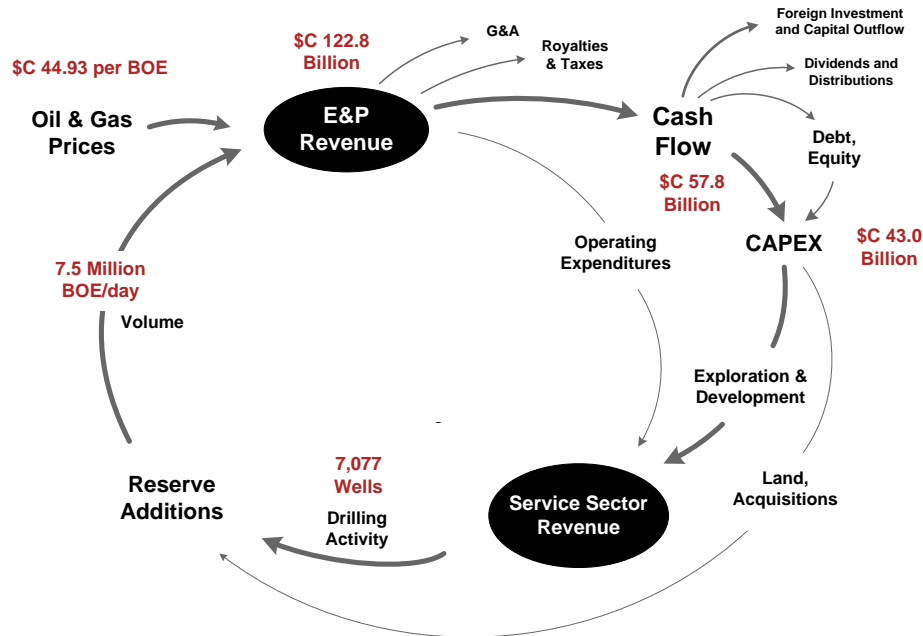 Foreign Investment
and Capital Outflow
$C 122.8
Billion
G&A
Royalties
& Taxes
$C 44.93 per BOE
Dividends and
Distributions
Oil & Gas
Prices
E&P
Revenue
Cash
Flow
Debt,
Equity
$C 57.8
Billion
CAPEX
$C 43.0
Billion
Operating
Expenditures
7.5 Million
BOE/day
Volume
Exploration &
Development
7,077
Wells
Reserve
Additions
Drilling
Activity
Service Sector
Revenue
Land,
Acquisitions